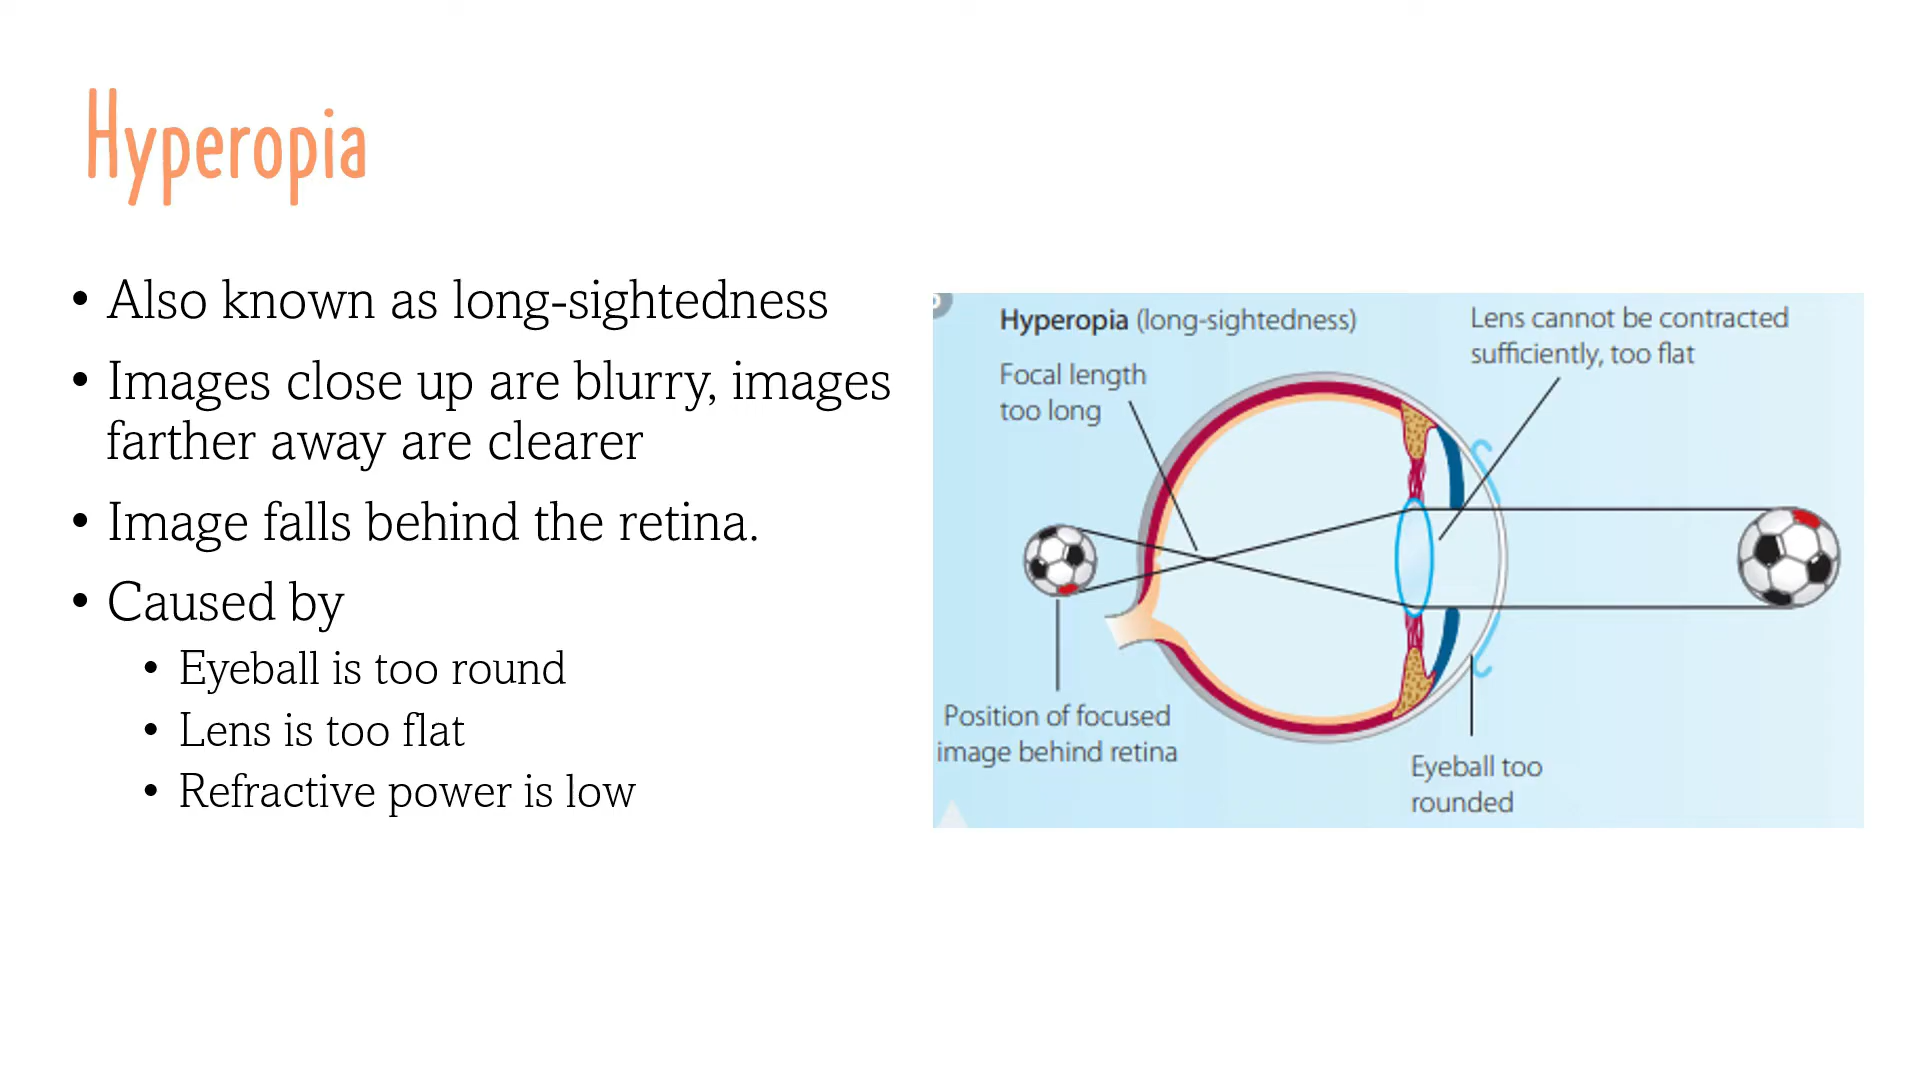 Hyperopia
• Also known as long-sightedness
• Images close up are blurry, images
farther away are clearer
• Image falls behind the retina.
• Caused by
• Eyeball is too round
• Lens is too flat
• Refractive power is low
Hyperopia (long-sightedness)
Focal length
too long
Lens cannot be contracted
sufficiently, too flat
Position of focused
image behind retina
Eyeball too
rounded